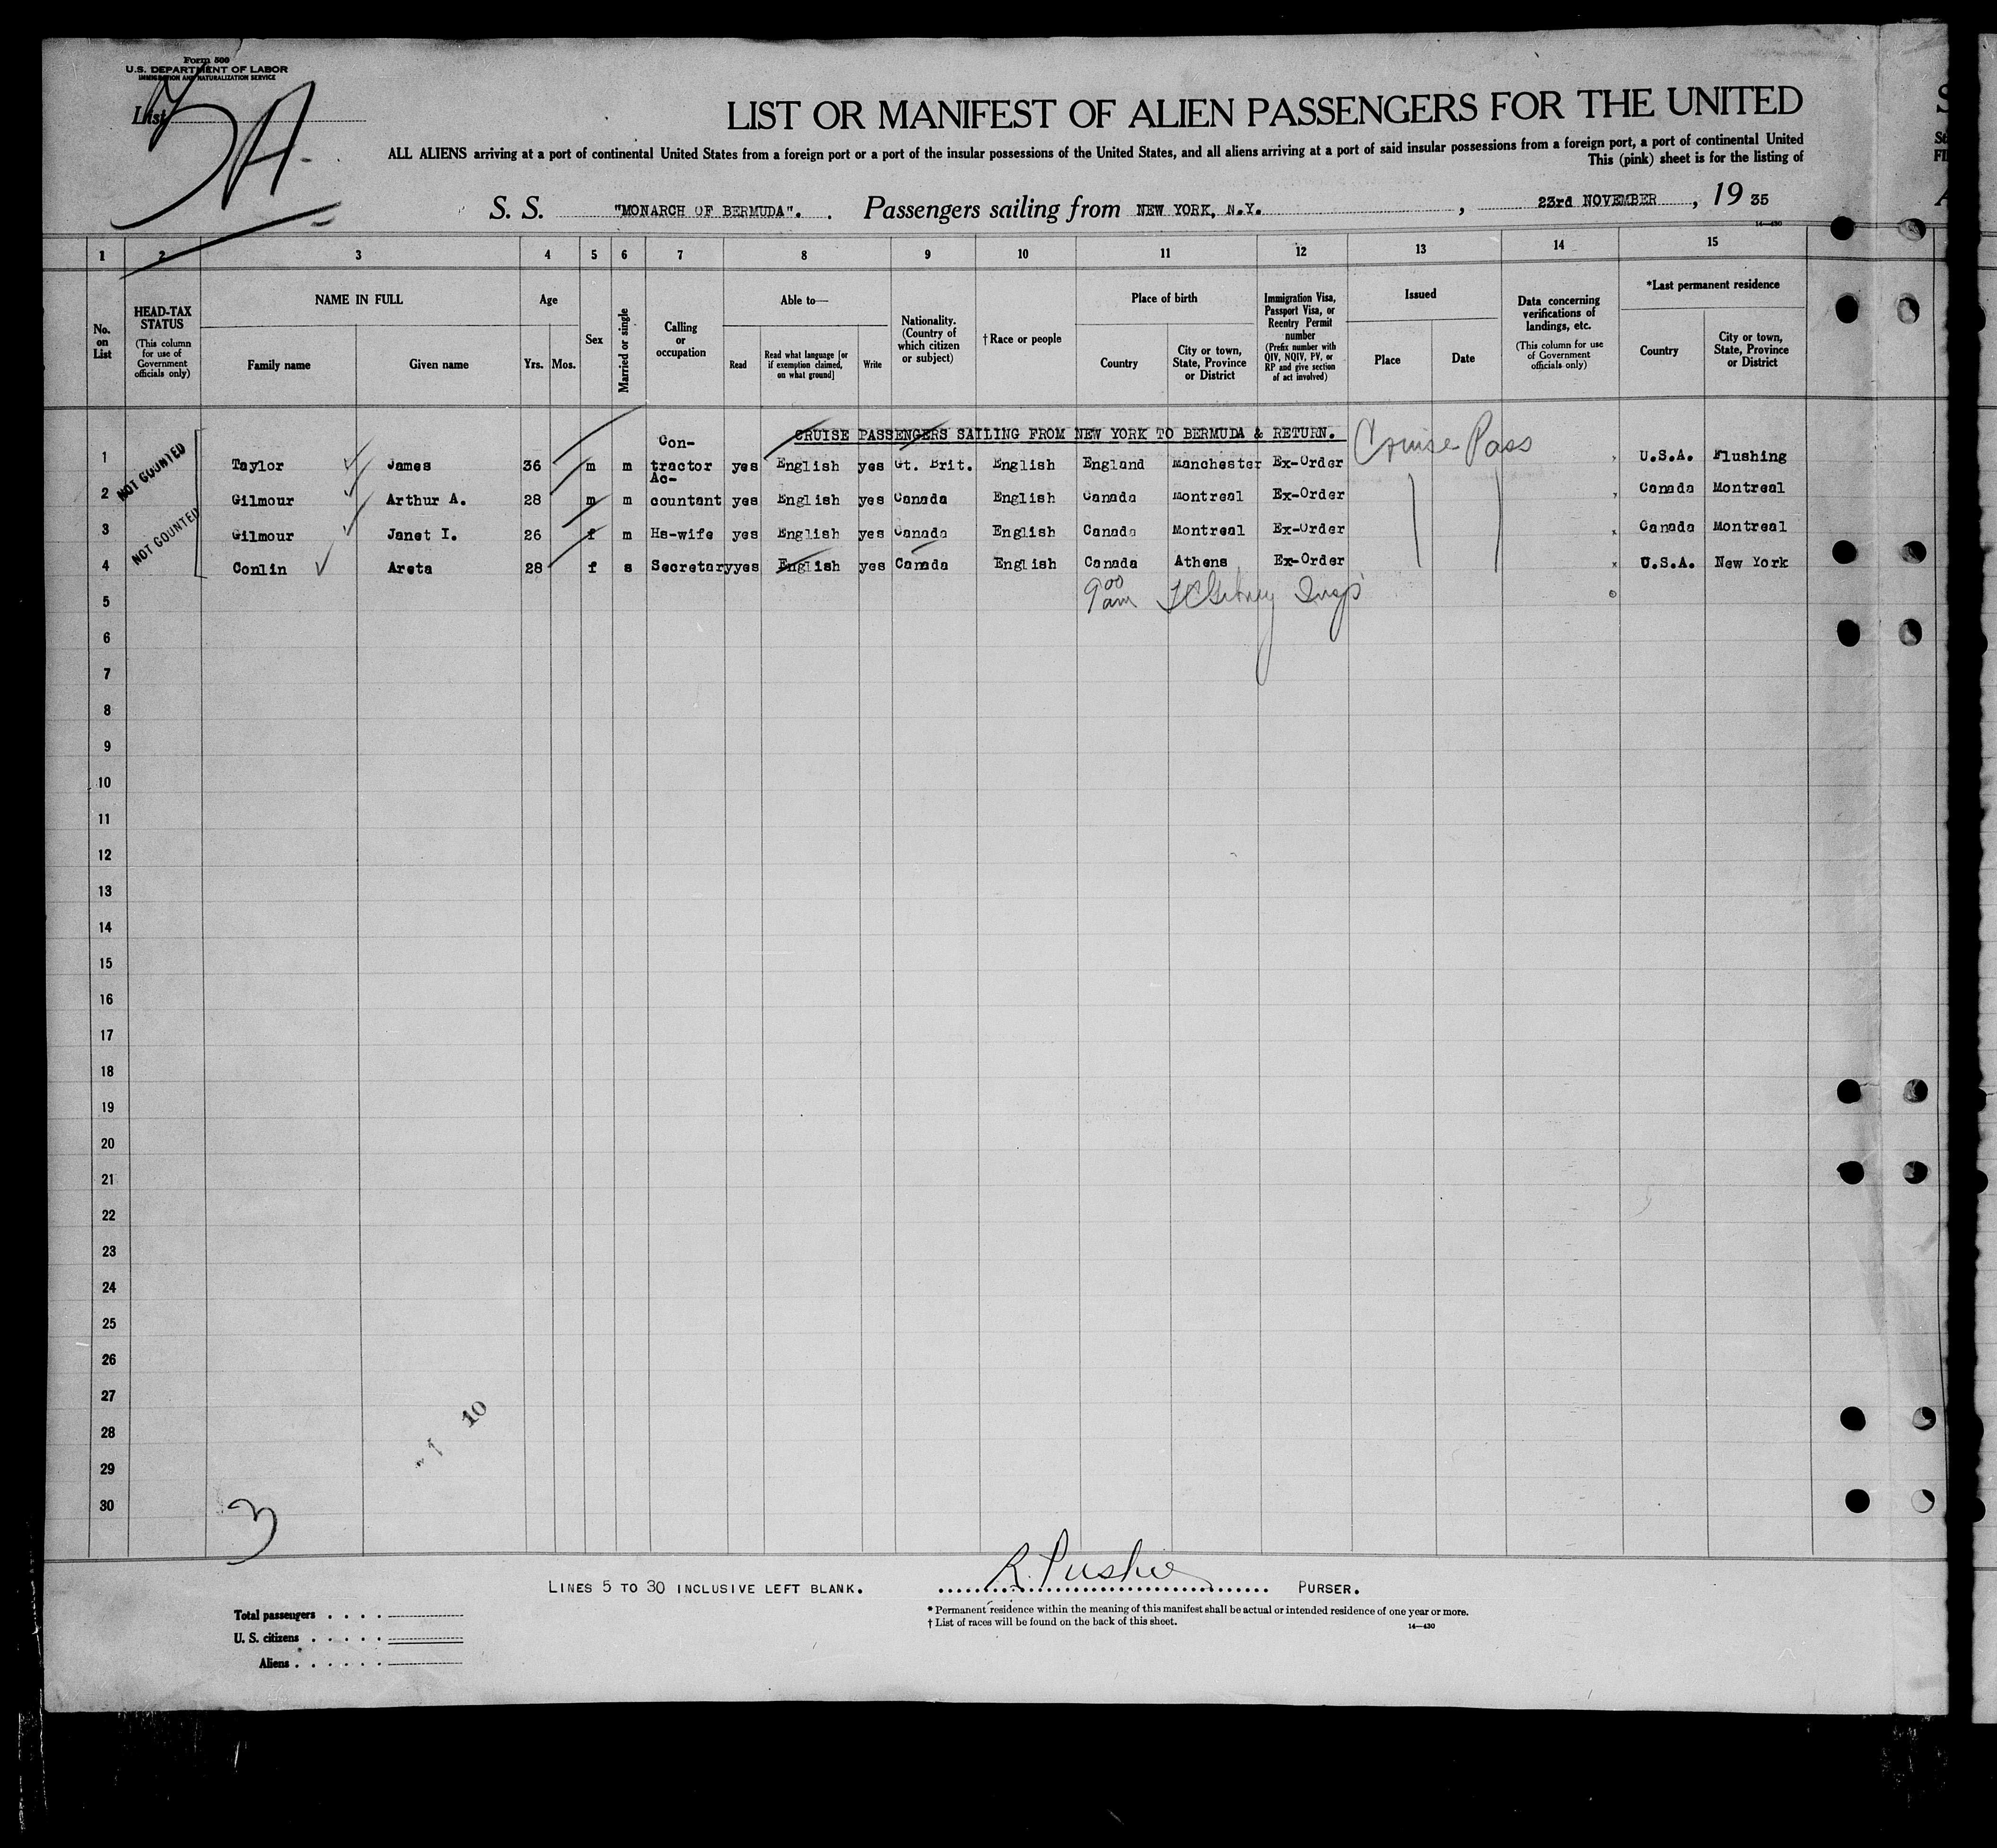 Form 500
U.S. DEPARTMENT OF LABOR
IMMIGRATION AND NATURALIZATION SERVICE
List
LIST OR MANIFEST OF ALIEN PASSENGERS FOR THE UNITED
ALL ALIENS arriving at a port of continental United States from a foreign port or a port of the insular possessions of the United States, and all aliens arriving at a port of said insular possessions from a foreign port, a port of continental United
This (pink) sheet is for the listing of
S. S. "MONARCH OF BERMUDA". Passengers sailing from NEW YORK, N.Y. , 23rd NOVEMBER , 19 35
14—430
1 2 3 4 5 6 7 8 9 10 11 12 13 14 15
No. on List
HEAD-TAX STATUS (This column for use of Government officials only)
NAME IN FULL
Family name Given name
Age
Yrs. Mos.
Sex
Married or single
Calling or occupation
Able to—
Read Read what language [or if exemption claimed, on what ground] Write
Nationality. (Country of which citizen or subject)
† Race or people
Place of birth
Country City or town, State, Province or District
Immigration Visa, Passport Visa, or Reentry Permit number (Prefix number with QIV, NQIV, PV, or RP and give section of act involved)
Issued
Place Date
Data concerning verifications of landings, etc. (This column for use of Government officials only)
*Last permanent residence
Country City or town, State, Province or District
CRUISE PASSENGERS SAILING FROM NEW YORK TO BERMUDA & RETURN.
Cruise Pass
NOT COUNTED
NOT COUNTED
1 Taylor James 36 m m Con-tractor yes English yes Gt. Brit. English England Manchester Ex-Order U.S.A. Flushing
2 Gilmour Arthur A. 28 m m Ac-countant yes English yes Canada English Canada Montreal Ex-Order Canada Montreal
3 Gilmour Janet I. 26 f m Hs-wife yes English yes Canada English Canada Montreal Ex-Order Canada Montreal
4 Conlin Areta 28 f s Secretary yes English yes Canada English Canada Athens Ex-Order U.S.A. New York
5
9 00 am
6
7
8
9
10
11
12
13
14
15
16
17
18
19
20
21
22
23
24
25
26
27
28
29
30
10
3
LINES 5 TO 30 INCLUSIVE LEFT BLANK.
PURSER.
Total passengers
U. S. citizens
Aliens
* Permanent residence within the meaning of this manifest shall be actual or intended residence of one year or more.
† List of races will be found on the back of this sheet.
14—430